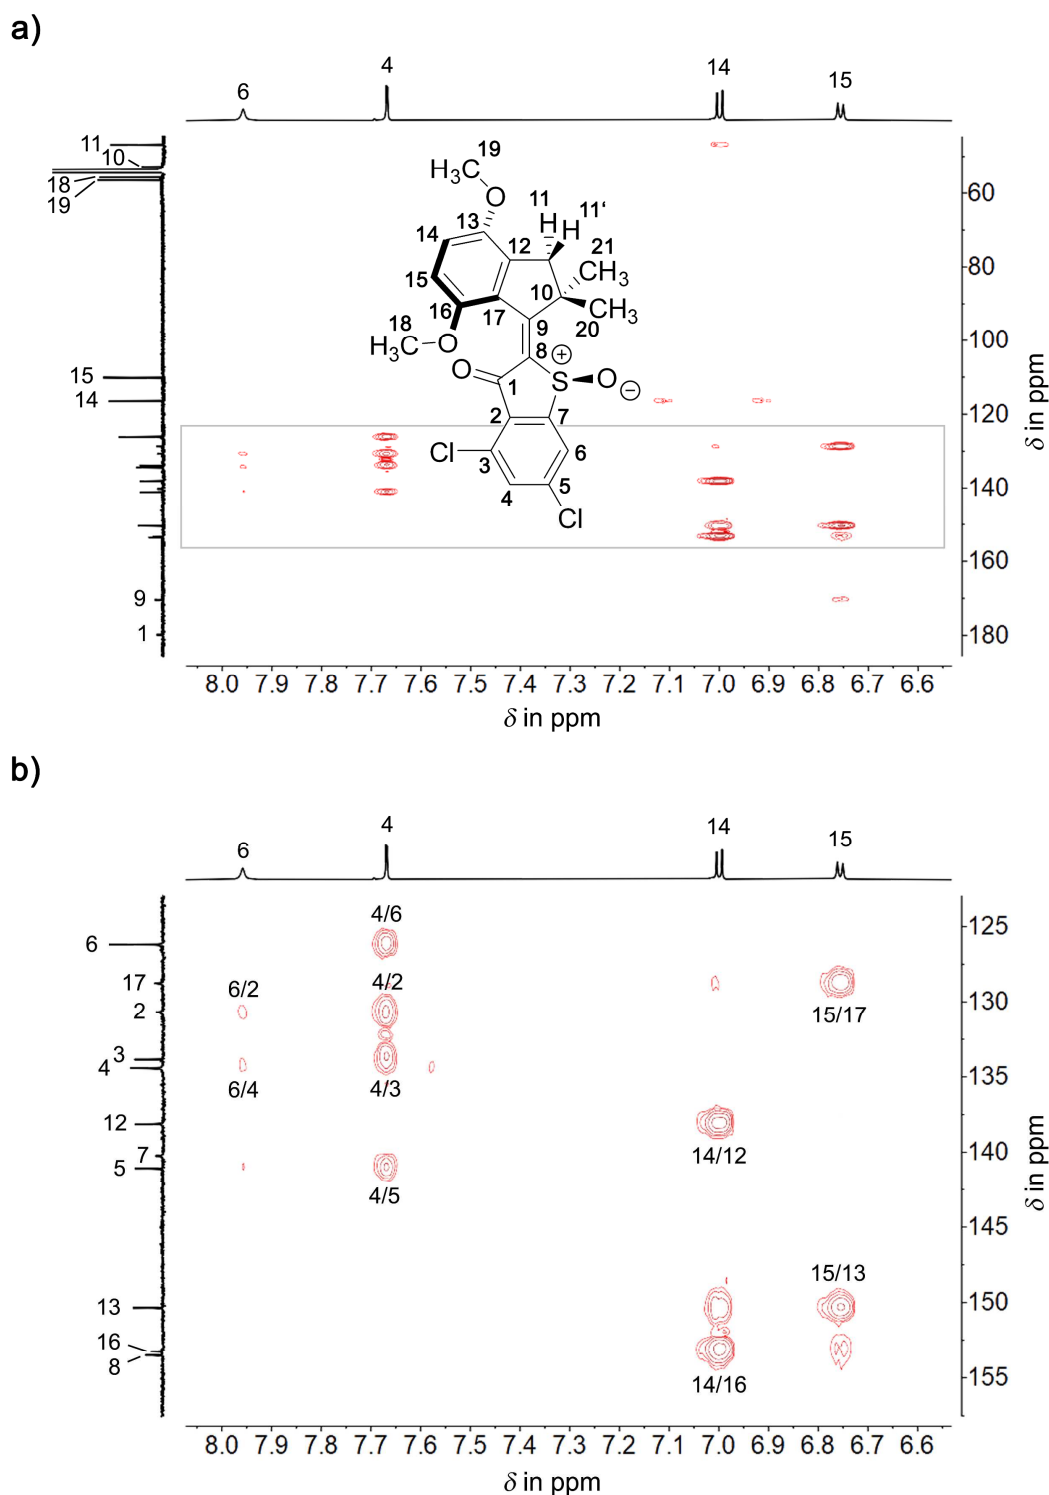 a)
6 4 14 15
11
10
18
19
15
14
9
1
60
80
100
120
140
160
180
δ in ppm
19
H₃C
O
11 11‘
H H
13
14 12 21
CH₃
15 10
16 17 CH₃
18 9 20
H₃C O 8 ⊕
O S O ⊖
1
2 7
Cl 3 6
4 5
Cl
8.0 7.9 7.8 7.7 7.6 7.5 7.4 7.3 7.2 7.1 7.0 6.9 6.8 6.7 6.6
δ in ppm
b)
6 4 14 15
6
17
2
3
4
12
7
5
13
16
8
4/6
6/2 4/2
15/17
6/4 4/3
14/12
4/5
15/13
14/16
125
130
135
140
145
150
155
δ in ppm
8.0 7.9 7.8 7.7 7.6 7.5 7.4 7.3 7.2 7.1 7.0 6.9 6.8 6.7 6.6
δ in ppm